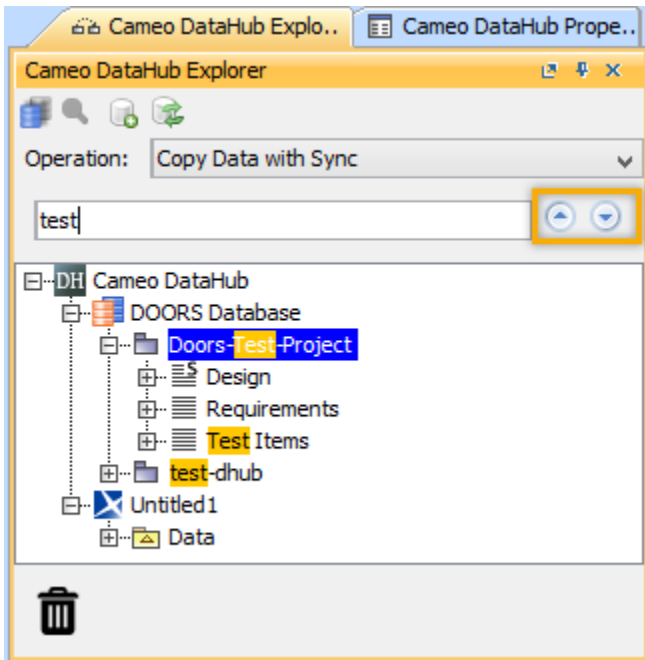 Cameo DataHub Explo.. Cameo DataHub Prope..
Cameo DataHub Explorer
Operation: Copy Data with Sync
test
DH Cameo DataHub
DOORS Database
Doors-Test-Project
S Design
Requirements
Test Items
test-dhub
Untitled1
Data